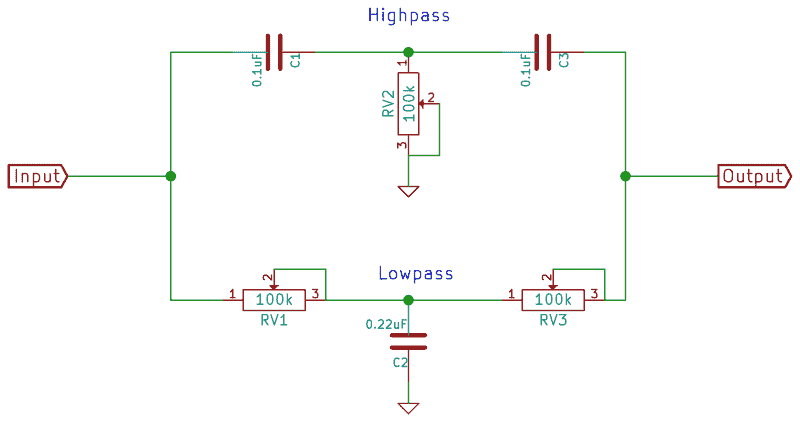 Highpass
0.1uF
C1
0.1uF
C3
1
RV2
100k
2
3
Input
Output
Lowpass
2
1
100k
3
RV1
0.22uF
C2
2
1
100k
3
RV3